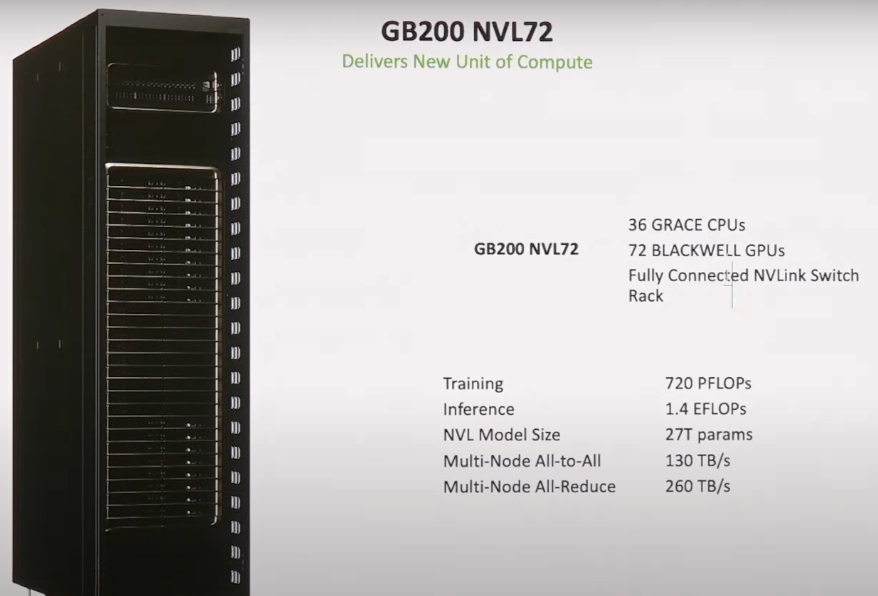 GB200 NVL72
Delivers New Unit of Compute
GB200 NVL72
36 GRACE CPUs
72 BLACKWELL GPUs
Fully Connected NVLink Switch
Rack
Training 720 PFLOPs
Inference 1.4 EFLOPs
NVL Model Size 27T params
Multi-Node All-to-All 130 TB/s
Multi-Node All-Reduce 260 TB/s